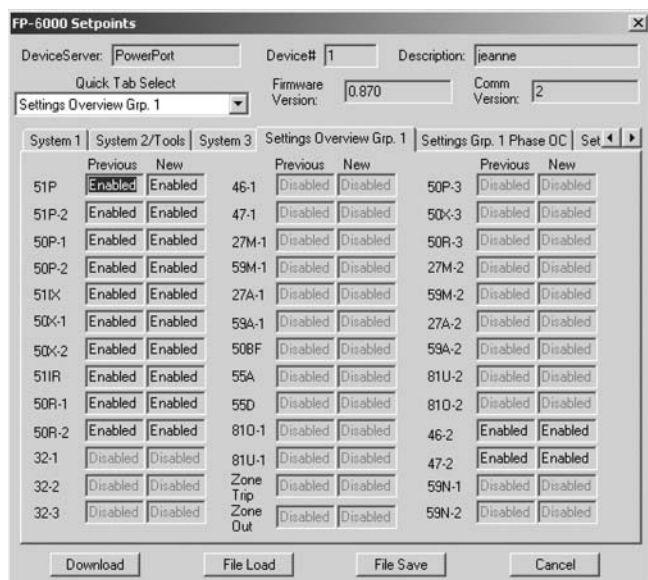 FP-6000 Setpoints
DeviceServer: PowerPort Device# 1 Description: jeanne
Quick Tab Select
Settings Overview Grp. 1
Firmware Version: 0.870 Comm Version: 2
System 1 System 2/Tools System 3 Settings Overview Grp. 1 Settings Grp. 1 Phase OC Set
Previous New Previous New Previous New
51P Enabled Enabled 46-1 Disabled Disabled 50P-3 Disabled Disabled
51P-2 Enabled Enabled 47-1 Disabled Disabled 50X-3 Disabled Disabled
50P-1 Enabled Enabled 27M-1 Disabled Disabled 50R-3 Disabled Disabled
50P-2 Enabled Enabled 59M-1 Disabled Disabled 27M-2 Disabled Disabled
51IX Enabled Enabled 27A-1 Disabled Disabled 59M-2 Disabled Disabled
50X-1 Enabled Enabled 59A-1 Disabled Disabled 27A-2 Disabled Disabled
50X-2 Enabled Enabled 50BF Disabled Disabled 59A-2 Disabled Disabled
51IR Enabled Enabled 55A Disabled Disabled 81U-2 Disabled Disabled
50R-1 Enabled Enabled 55D Disabled Disabled 81O-2 Disabled Disabled
50R-2 Enabled Enabled 81O-1 Disabled Disabled 46-2 Enabled Enabled
32-1 Disabled Disabled 81U-1 Disabled Disabled 47-2 Enabled Enabled
32-2 Disabled Disabled Zone Trip Disabled Disabled 59N-1 Disabled Disabled
32-3 Disabled Disabled Zone Out Disabled Disabled 59N-2 Disabled Disabled
Download File Load File Save Cancel